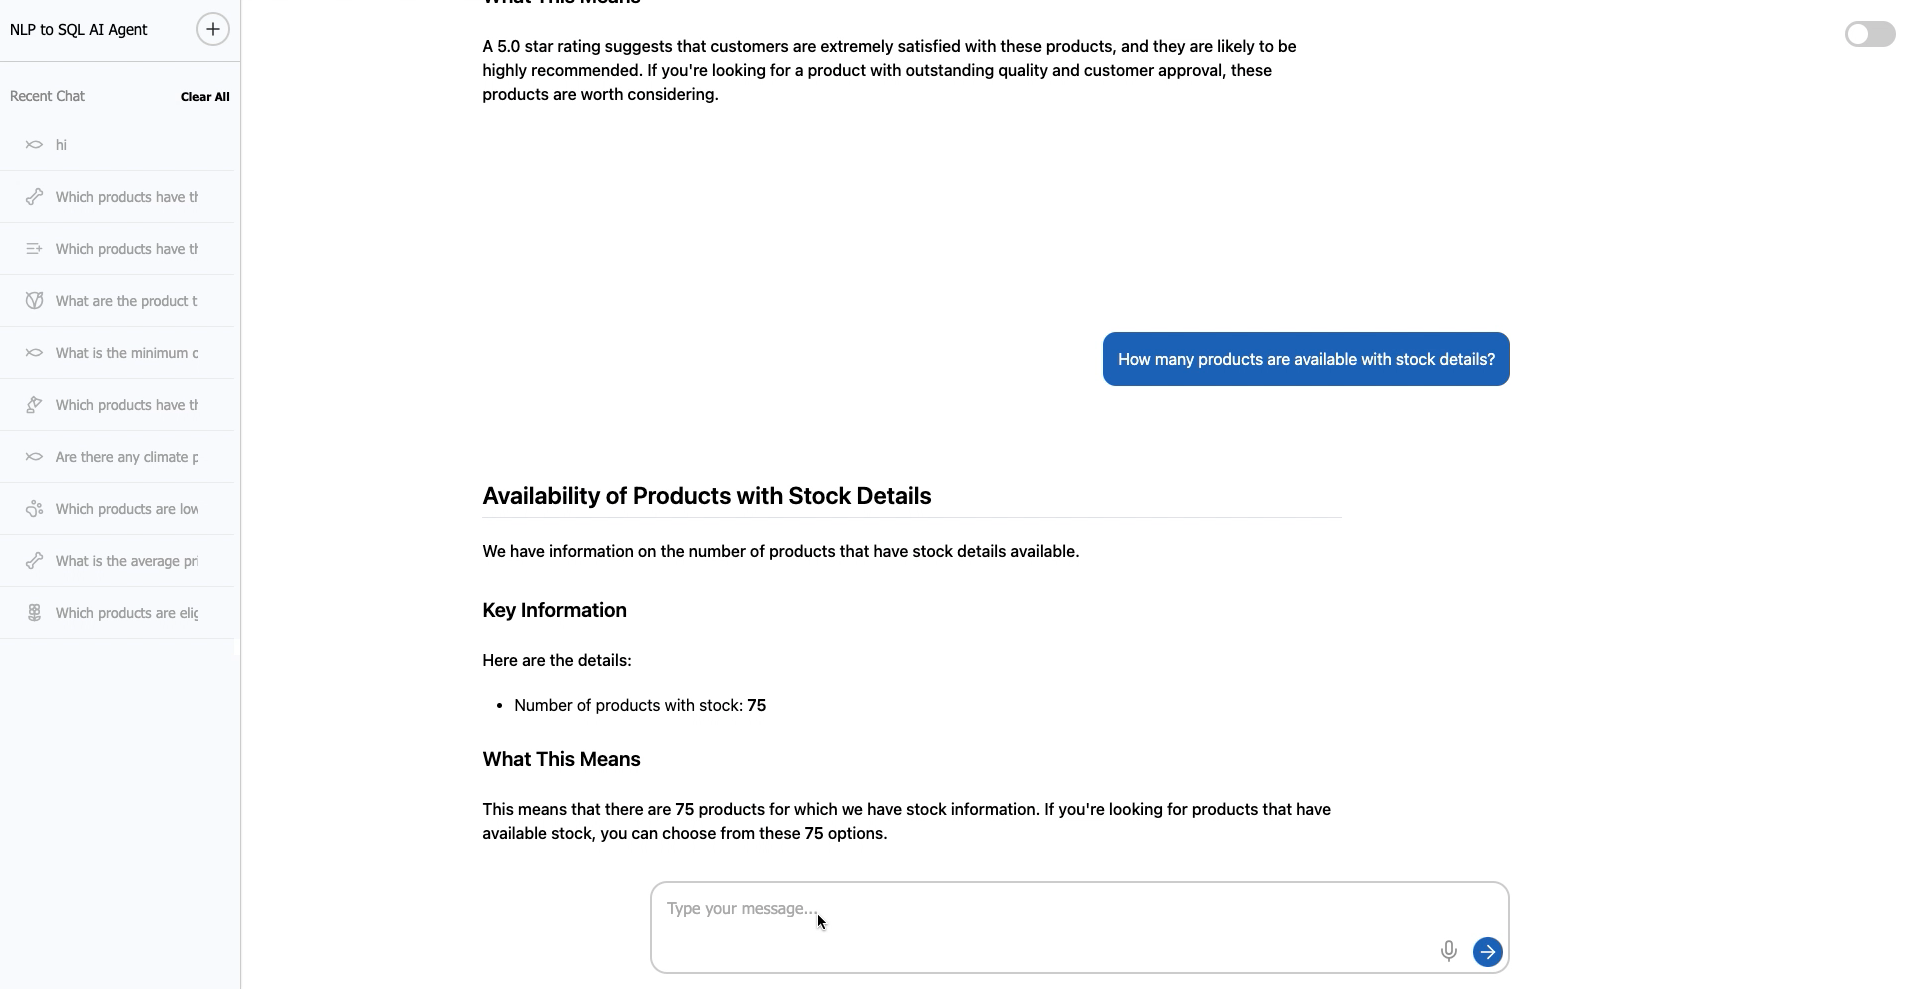 NLP to SQL AI Agent
Recent Chat
Clear All
hi
Which products have th
Which products have th
What are the product t
What is the minimum
Which products have th
Are there any climate p
Which products are low
What is the average pri
Which products are elig
What This Means
A 5.0 star rating suggests that customers are extremely satisfied with these products, and they are likely to be
highly recommended. If you're looking for a product with outstanding quality and customer approval, these
products are worth considering.
How many products are available with stock details?
Availability of Products with Stock Details
We have information on the number of products that have stock details available.
Key Information
Here are the details:
• Number of products with stock: 75
What This Means
This means that there are 75 products for which we have stock information. If you're looking for products that have
available stock, you can choose from these 75 options.
Type your message...